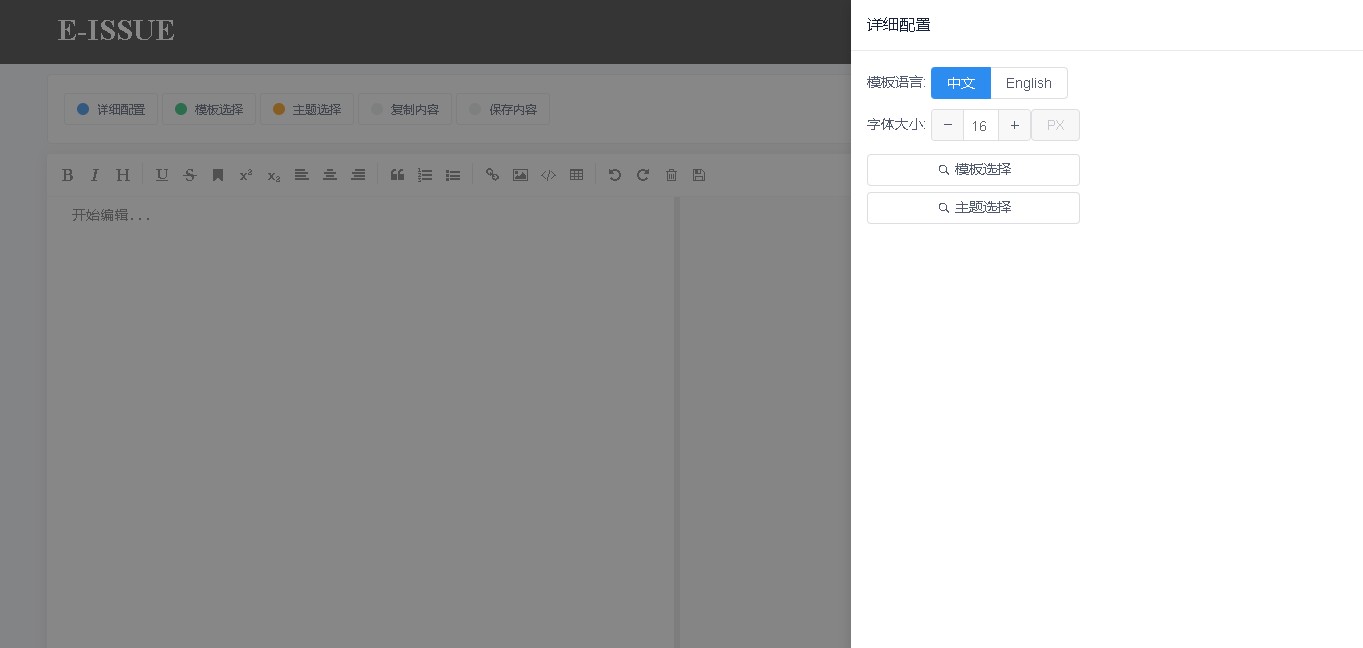 E-ISSUE
详细配置 模板选择 主题选择 复制内容 保存内容
B I H U S x² x₂
开始编辑...
详细配置
模板语言: 中文 English
字体大小: − 16 + PX
模板选择
主题选择